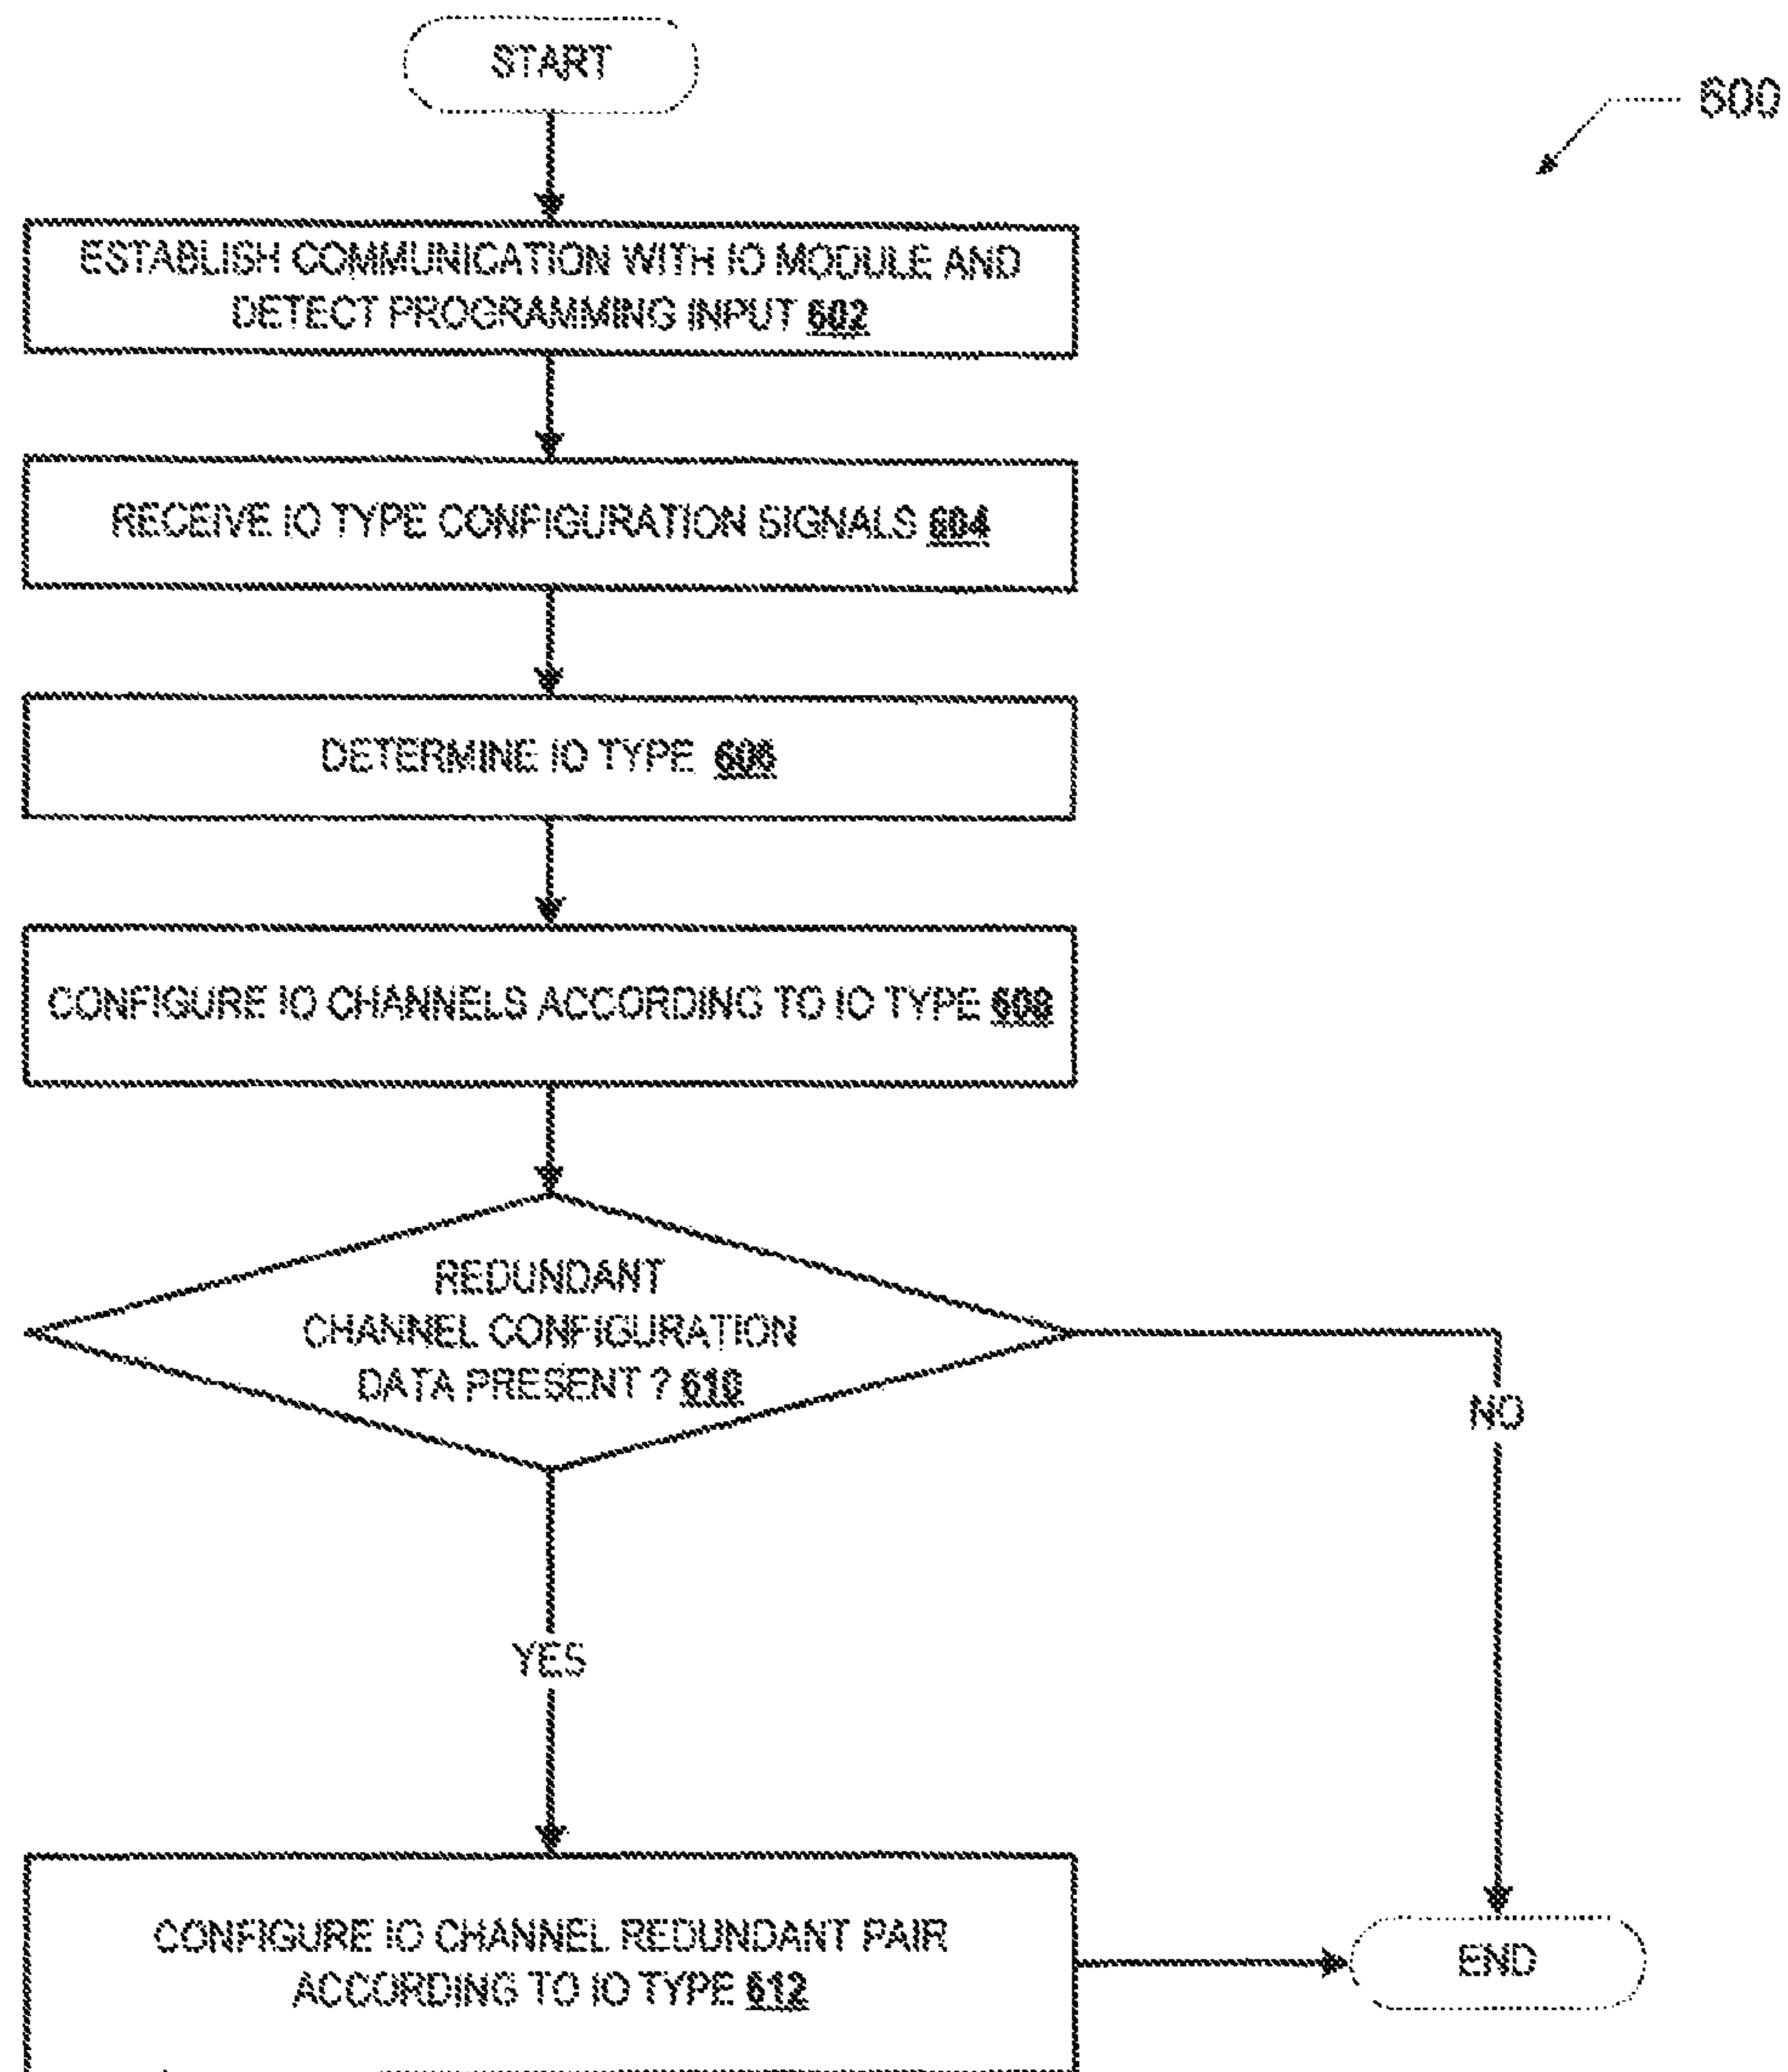 START
600
ESTABLISH COMMUNICATION WITH IO MODULE AND
DETECT PROGRAMMING INPUT 602
RECEIVE IO TYPE CONFIGURATION SIGNALS 604
DETERMINE IO TYPE 606
CONFIGURE IO CHANNELS ACCORDING TO IO TYPE 608
REDUNDANT
CHANNEL CONFIGURATION
DATA PRESENT ? 610
NO
YES
CONFIGURE IO CHANNEL REDUNDANT PAIR
ACCORDING TO IO TYPE 612
END